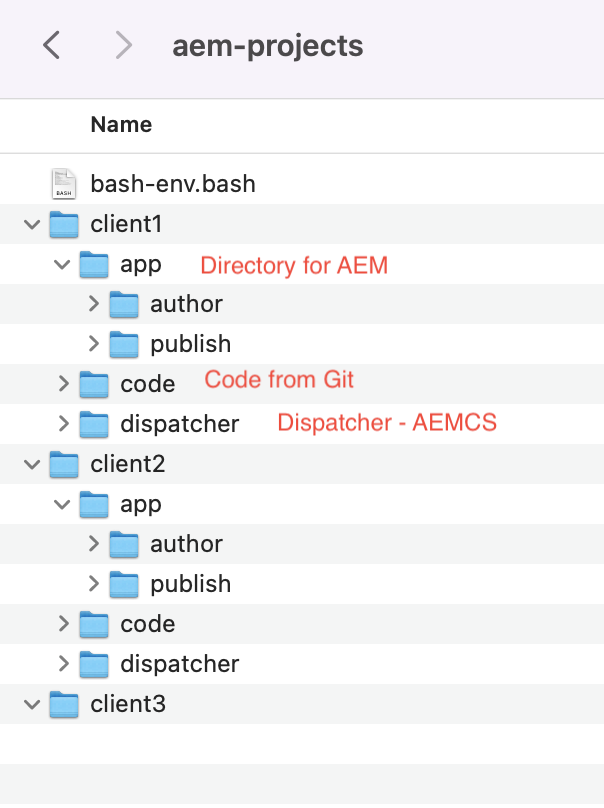 aem-projects
Name
BASH
bash-env.bash
client1
app Directory for AEM
author
publish
code Code from Git
dispatcher Dispatcher - AEMCS
client2
app
author
publish
code
dispatcher
client3